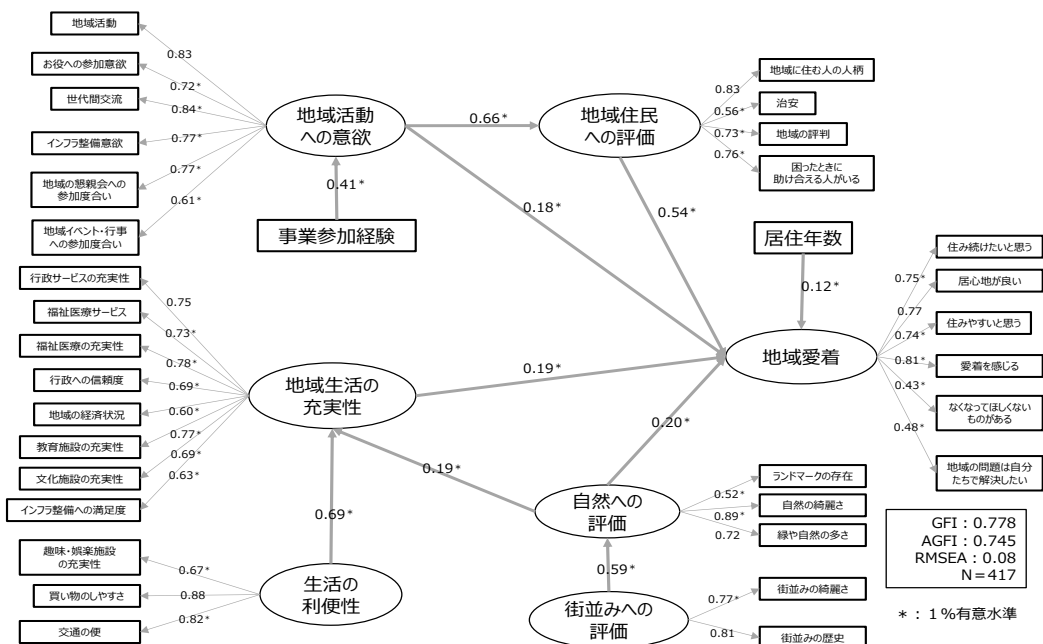 地域活動
お役への参加意欲
世代間交流
インフラ整備意欲
地域の懇親会への
参加度合い
地域イベント・行事
への参加度合い
0.83
0.72*
0.84*
0.77*
0.77*
0.61*
地域活動
への意欲
0.41*
事業参加経験
0.66*
地域住民
への評価
0.83
0.56*
0.73*
0.76*
地域に住む人の人柄
治安
地域の評判
困ったときに
助け合える人がいる
0.18*
0.54*
居住年数
0.12*
地域愛着
0.75*
0.77
0.74*
0.81*
0.43*
0.48*
住み続けたいと思う
居心地が良い
住みやすいと思う
愛着を感じる
なくなってほしくない
ものがある
地域の問題は自分
たちで解決したい
行政サービスの充実性
福祉医療サービス
福祉医療の充実性
行政への信頼度
地域の経済状況
教育施設の充実性
文化施設の充実性
インフラ整備への満足度
0.75
0.73*
0.78*
0.69*
0.60*
0.77*
0.69*
0.63*
地域生活の
充実性
0.19*
0.20*
0.19*
0.69*
趣味・娯楽施設
の充実性
買い物のしやすさ
交通の便
0.67*
0.88
0.82*
生活の
利便性
自然への
評価
0.52*
0.89*
0.72
ランドマークの存在
自然の綺麗さ
緑や自然の多さ
0.59*
街並みへの
評価
0.77*
0.81
街並みの綺麗さ
街並みの歴史
GFI:0.778
AGFI:0.745
RMSEA:0.08
N=417
*:1%有意水準